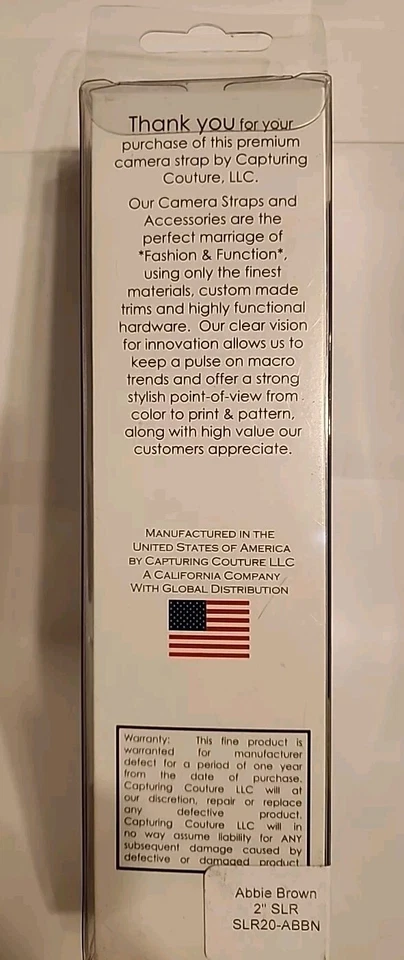 Thank you for your
purchase of this premium
camera strap by Capturing
Couture, LLC.
Our Camera Straps and
Accessories are the
perfect marriage of
*Fashion & Function*,
using only the finest
materials, custom made
trims and highly functional
hardware. Our clear vision
for innovation allows us to
keep a pulse on macro
trends and offer a strong
stylish point-of-view from
color to print & pattern,
along with high value our
customers appreciate.
MANUFACTURED IN THE
UNITED STATES OF AMERICA
BY CAPTURING COUTURE LLC
A CALIFORNIA COMPANY
WITH GLOBAL DISTRIBUTION
Warranty: This fine product is
warranted for manufacturer
defect for a period of one year
from the date of purchase.
Capturing Couture LLC will at
our discretion, repair or replace
any defective product.
Capturing Couture LLC will in
no way assume liability for ANY
subsequent damage caused by
defective or damaged product
Abbie Brown
2" SLR
SLR20-ABBN